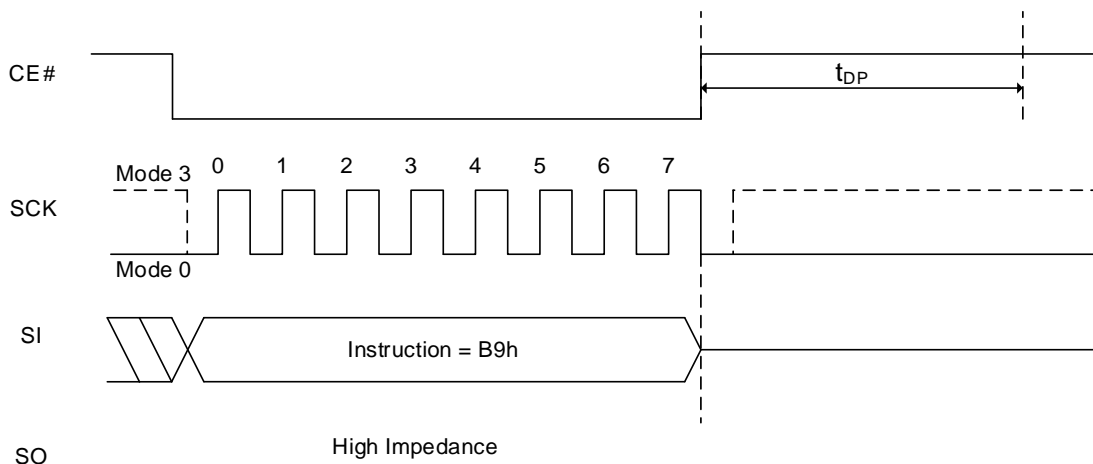 CE#
tDP
Mode 3
0 1 2 3 4 5 6 7
SCK
Mode 0
SI
Instruction = B9h
SO
High Impedance